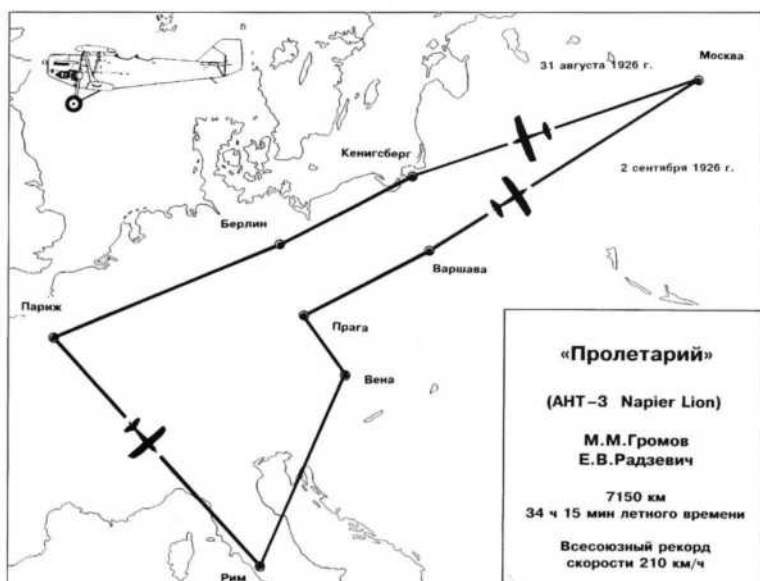 31 августа 1926 г.
Москва
Кенигсберг
2 сентября 1926 г.
Берлин
Варшава
Париж
Прага
Вена
Рим
«Пролетарий»
(АНТ–3 Napier Lion)
М.М.Громов
Е.В.Радзевич
7150 км
34 ч 15 мин летного времени
Всесоюзный рекорд
скорости 210 км/ч